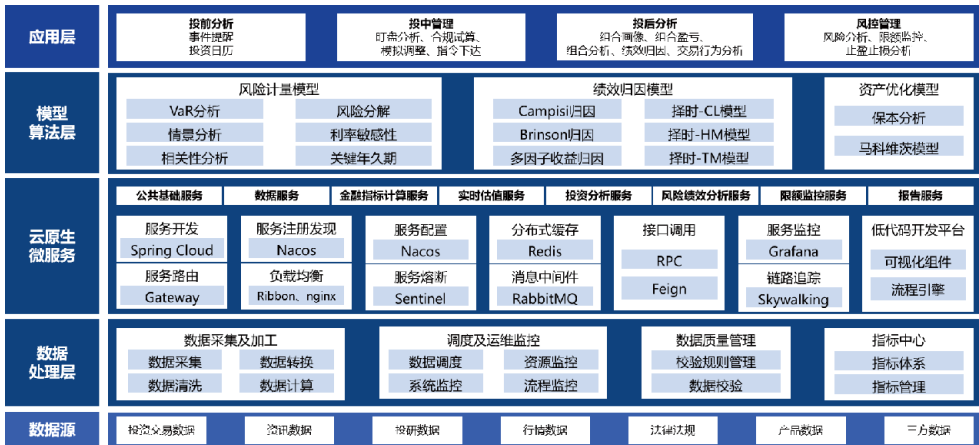 应用层
投前分析
事件提醒
投资日历
投中管理
盯盘分析、合规试算、
模拟调整、指令下达
投后分析
组合画像、组合盈亏、
组合分析、绩效归因、交易行为分析
风控管理
风险分析、限额监控、
止盈止损分析
模型
算法层
风险计量模型
VaR分析
风险分解
情景分析
利率敏感性
相关性分析
关键年久期
绩效归因模型
Campisi归因
择时-CL模型
Brinson归因
择时-HM模型
多因子收益归因
择时-TM模型
资产优化模型
保本分析
马科维茨模型
云原生
微服务
公共基础服务
数据服务
金融指标计算服务
实时估值服务
投资分析服务
风险绩效分析服务
限额监控服务
报告服务
服务开发
Spring Cloud
服务路由
Gateway
服务注册发现
Nacos
负载均衡
Ribbon、nginx
服务配置
Nacos
服务熔断
Sentinel
分布式缓存
Redis
消息中间件
RabbitMQ
接口调用
RPC
Feign
服务监控
Grafana
链路追踪
Skywalking
低代码开发平台
可视化组件
流程引擎
数据
处理层
数据采集及加工
数据采集
数据转换
数据清洗
数据计算
调度及运维监控
数据调度
资源监控
系统监控
流程监控
数据质量管理
校验规则管理
数据校验
指标中心
指标体系
指标管理
数据源
投资交易数据
资讯数据
投研数据
行情数据
法律法规
产品数据
三方数据